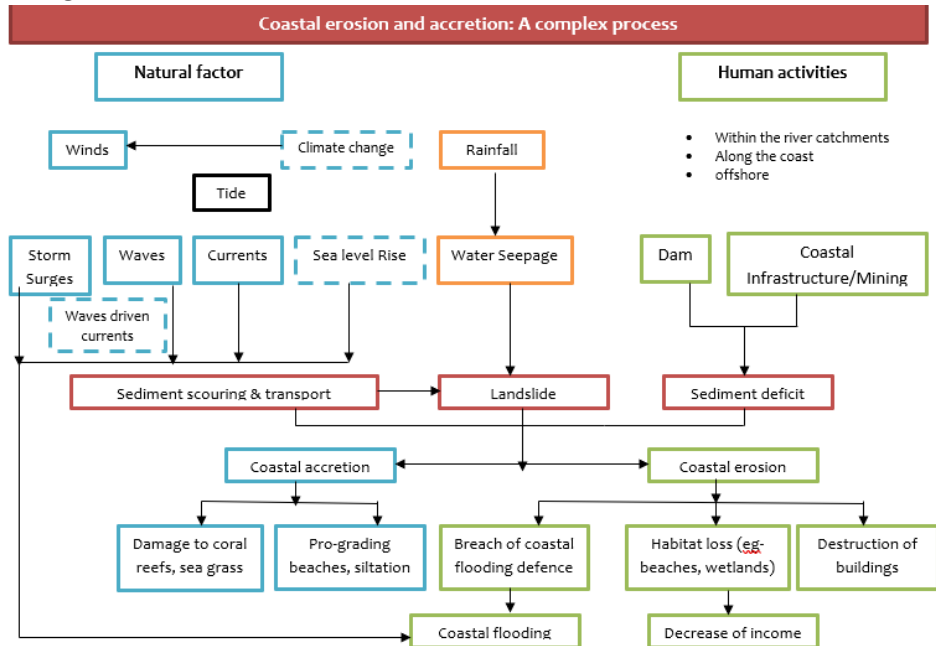 Coastal erosion and accretion: A complex process
Natural factor
Human activities
Winds
Climate change
Rainfall
• Within the river catchments
• Along the coast
• offshore
Tide
Storm
Surges
Waves
Currents
Sea level Rise
Water Seepage
Dam
Coastal
Infrastructure/Mining
Waves driven
currents
Sediment scouring & transport
Landslide
Sediment deficit
Coastal accretion
Coastal erosion
Damage to coral
reefs, sea grass
Pro-grading
beaches, siltation
Breach of coastal
flooding defence
Habitat loss (eg-
beaches, wetlands)
Destruction of
buildings
Coastal flooding
Decrease of income